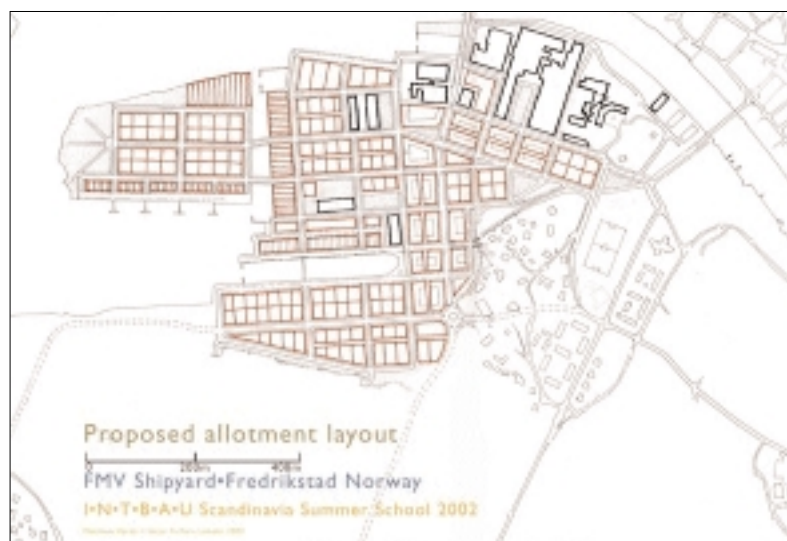 Proposed allotment layout
0 200m 400m
FMV Shipyard•Fredrikstad Norway
I•N•T•B•A•U Scandinavia Summer School 2002